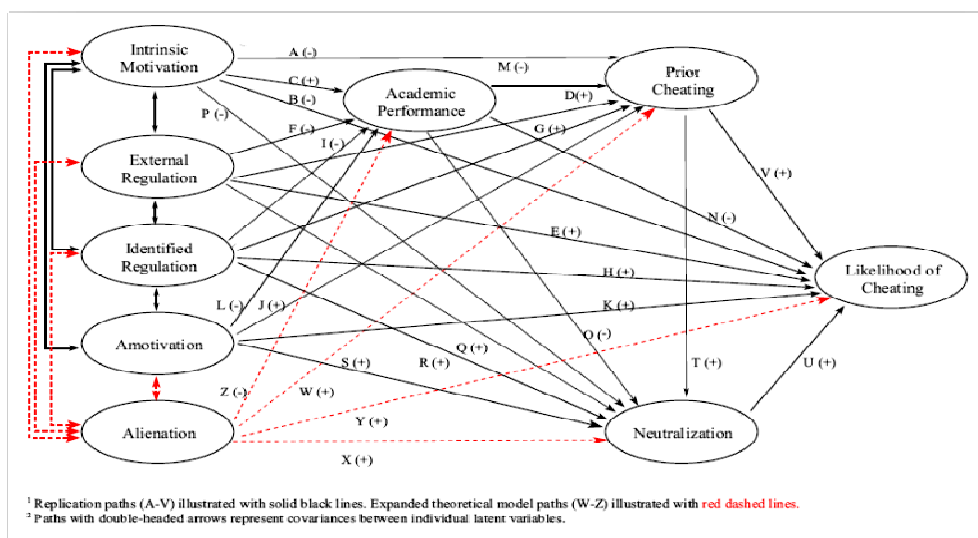 Intrinsic
Motivation
External
Regulation
Identified
Regulation
Amotivation
Alienation
Academic
Performance
Prior
Cheating
Likelihood of
Cheating
Neutralization
A (-)
M (-)
C (+)
B (-)
D(+)
P (-)
F (-)
G (+)
I (-)
V (+)
N (-)
E (+)
H (+)
L (-)
J (+)
K (+)
O (-)
Q (+)
S (+)
R (+)
T (+)
U (+)
Z (-)
W (+)
Y (+)
X (+)
¹ Replication paths (A-V) illustrated with solid black lines. Expanded theoretical model paths (W-Z) illustrated with red dashed lines.
² Paths with double-headed arrows represent covariances between individual latent variables.